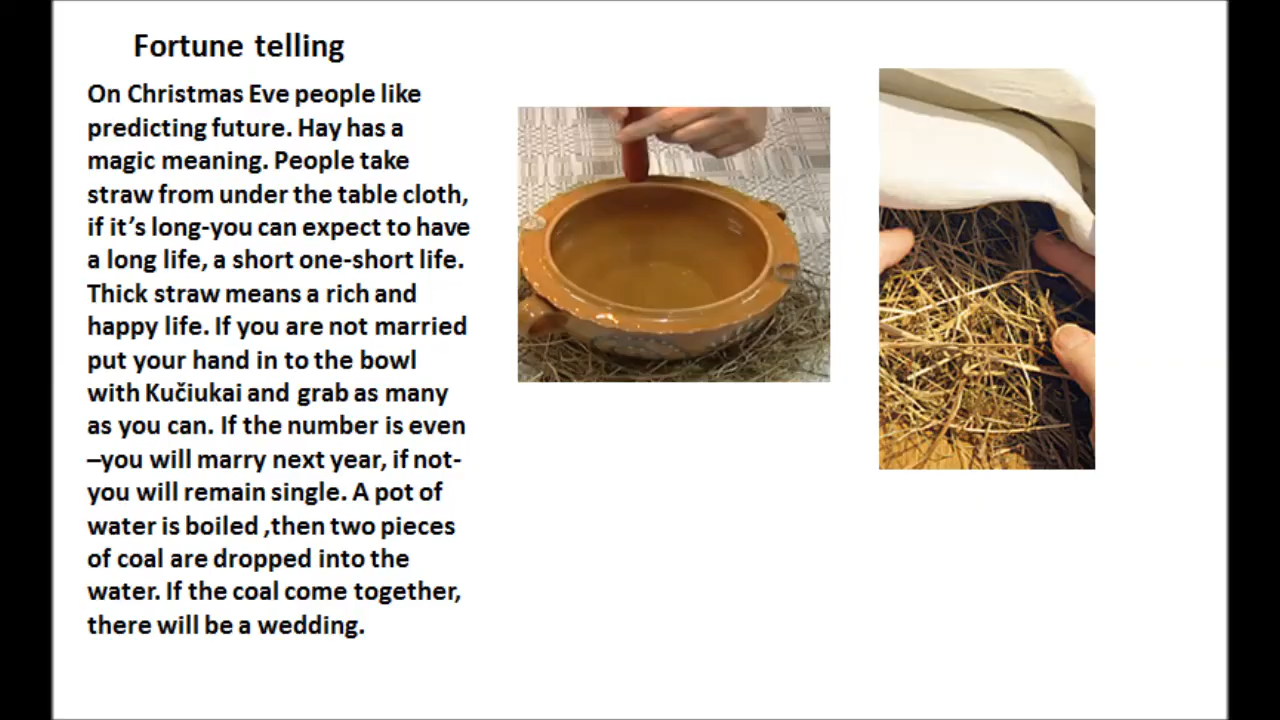 Fortune telling
On Christmas Eve people like
predicting future. Hay has a
magic meaning. People take
straw from under the table cloth,
if it's long-you can expect to have
a long life, a short one-short life.
Thick straw means a rich and
happy life. If you are not married
put your hand in to the bowl
with Kučiukai and grab as many
as you can. If the number is even
–you will marry next year, if not-
you will remain single. A pot of
water is boiled ,then two pieces
of coal are dropped into the
water. If the coal come together,
there will be a wedding.